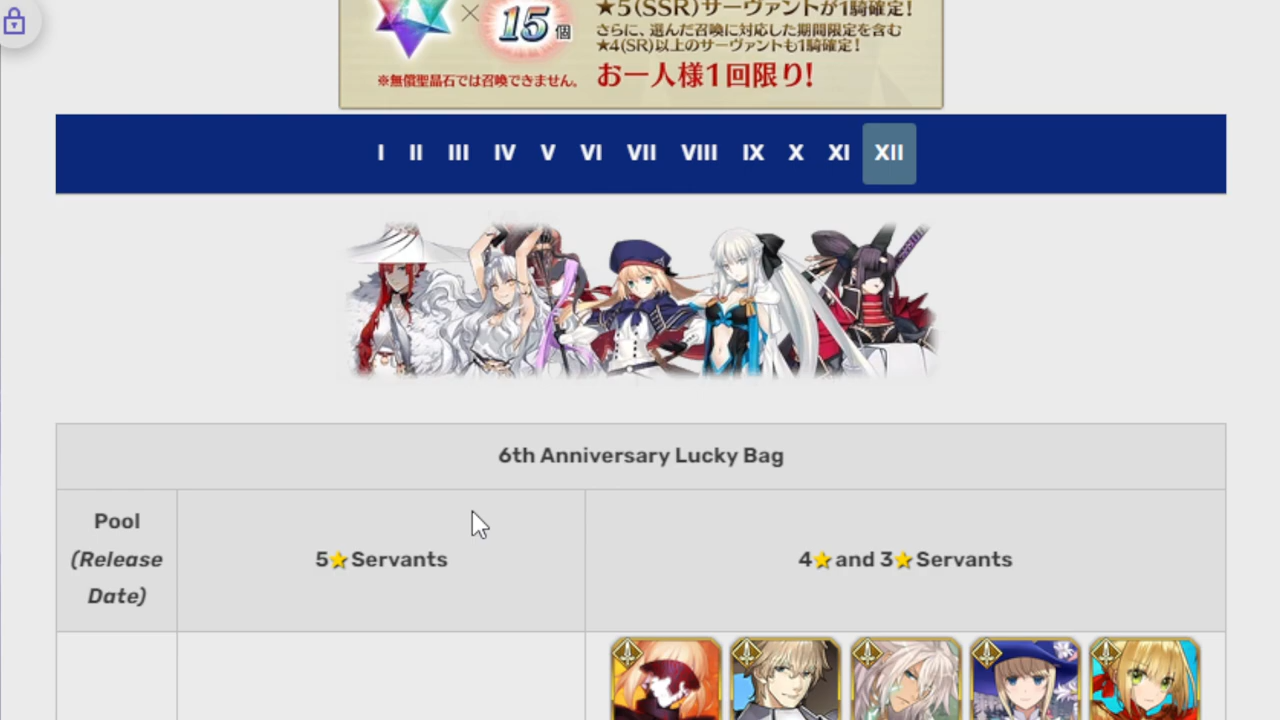 × 15個
★5(SSR)サーヴァントが1騎確定!
さらに、選んだ召喚に対応した期間限定を含む
★4(SR)以上のサーヴァントも1騎確定!
※無償聖晶石では召喚できません。
お一人様1回限り!
I II III IV V VI VII VIII IX X XI XII
6th Anniversary Lucky Bag
Pool
(Release
Date)
5⭐Servants
4⭐and 3⭐Servants